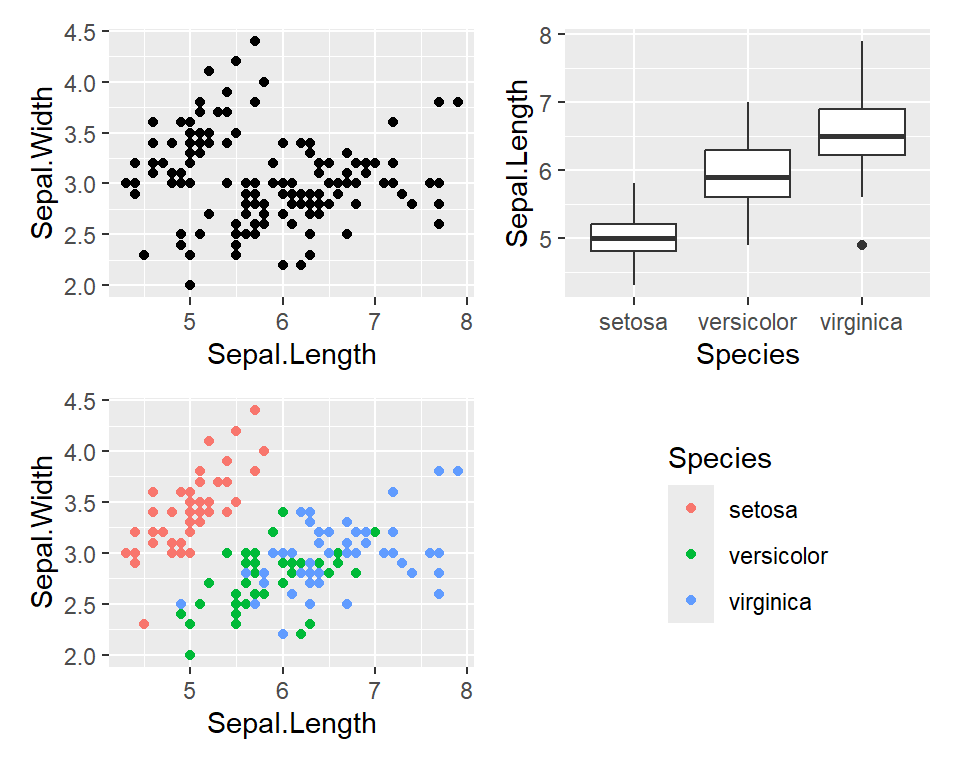 Sepal.Width
4.5
4.0
3.5
3.0
2.5
2.0
5 6 7 8
Sepal.Length
Sepal.Length
8
7
6
5
setosa versicolor virginica
Species
Sepal.Width
4.5
4.0
3.5
3.0
2.5
2.0
5 6 7 8
Sepal.Length
Species
setosa
versicolor
virginica